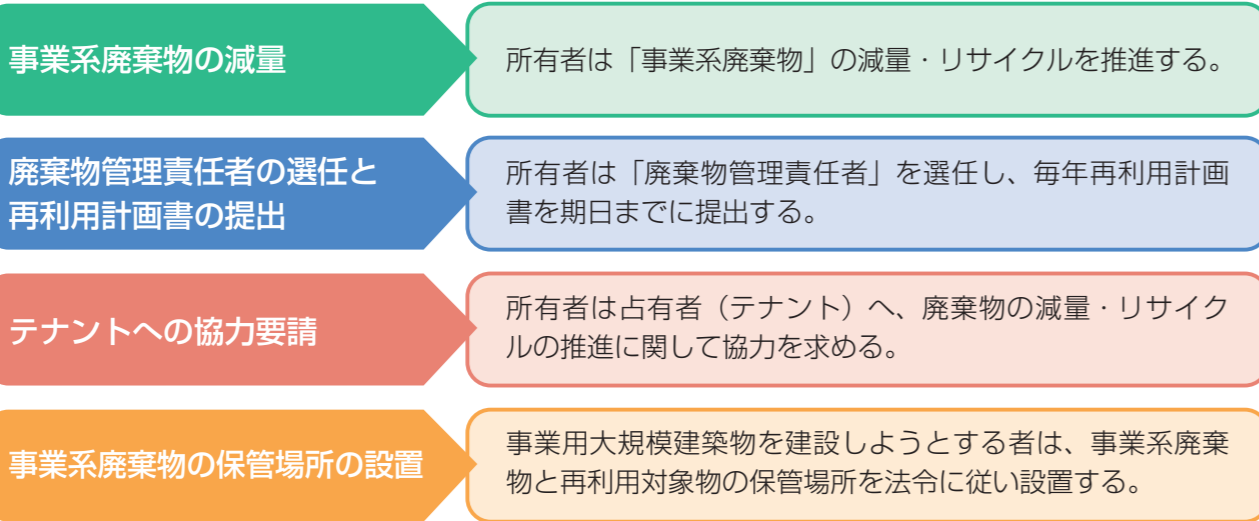 事業系廃棄物の減量
所有者は「事業系廃棄物」の減量・リサイクルを推進する。
廃棄物管理責任者の選任と
再利用計画書の提出
所有者は「廃棄物管理責任者」を選任し、毎年再利用計画
書を期日までに提出する。
テナントへの協力要請
所有者は占有者（テナント）へ、廃棄物の減量・リサイク
ルの推進に関して協力を求める。
事業系廃棄物の保管場所の設置
事業用大規模建築物を建設しようとする者は、事業系廃棄
物と再利用対象物の保管場所を法令に従い設置する。